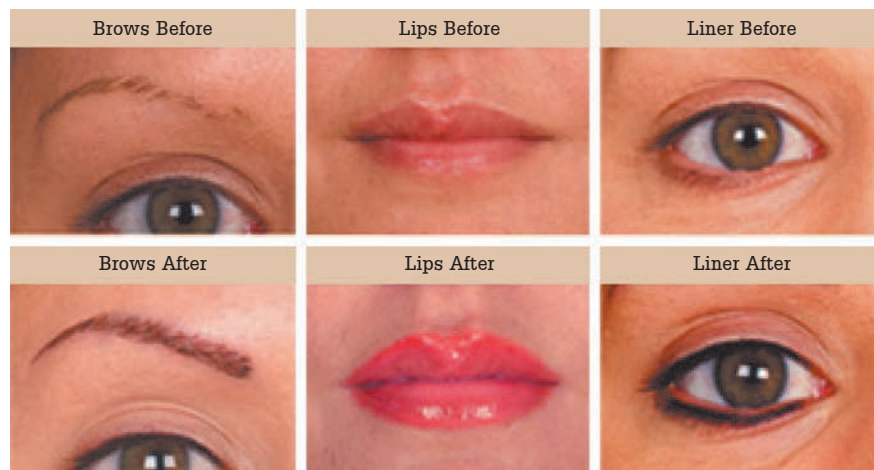 Brows Before
Lips Before
Liner Before
Brows After
Lips After
Liner After